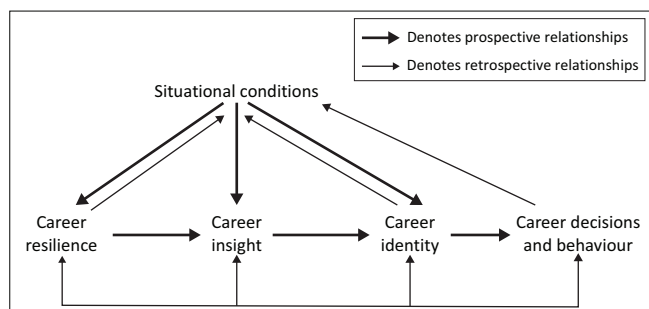 Denotes prospective relationships
Denotes retrospective relationships
Situational conditions
Career
resilience
Career
insight
Career
identity
Career decisions
and behaviour